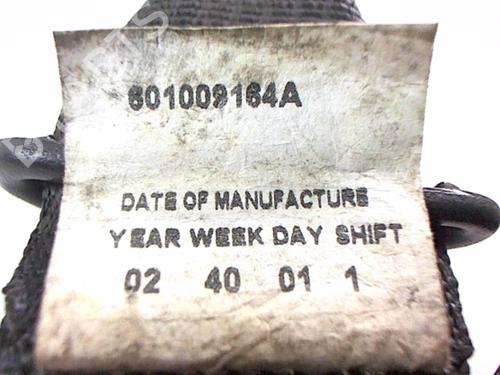 601009164A
DATE OF MANUFACTURE
YEAR WEEK DAY SHIFT
02 40 01 1